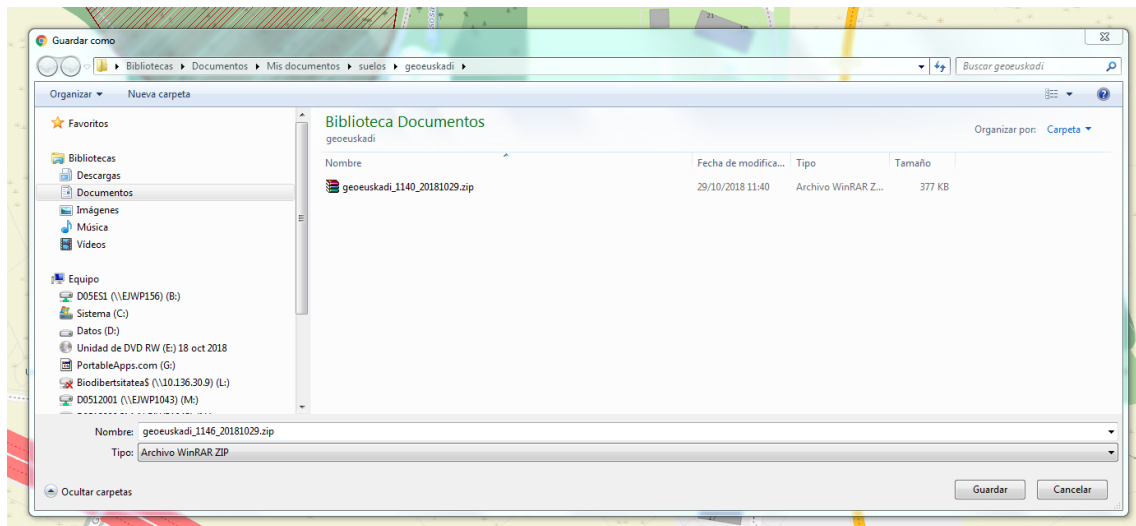 21
Guardar como
Bibliotecas Documentos Mis documentos suelos geoeuskadi
Buscar geoeuskadi
Organizar Nueva carpeta
Favoritos
Bibliotecas
Descargas
Documentos
Imágenes
Música
Vídeos
Equipo
D05ES1 (\\EJWP156) (B:)
Sistema (C:)
Datos (D:)
Unidad de DVD RW (E:) 18 oct 2018
PortableApps.com (G:)
Biodibertsitatea$ (\\10.136.30.9) (L:)
D0512001 (\\EJWP1043) (M:)
Biblioteca Documentos
geoeuskadi
Organizar por: Carpeta
Nombre Fecha de modifica... Tipo Tamaño
geoeuskadi_1140_20181029.zip 29/10/2018 11:40 Archivo WinRAR Z... 377 KB
Nombre: geoeuskadi_1146_20181029.zip
Tipo: Archivo WinRAR ZIP
Ocultar carpetas
Guardar Cancelar